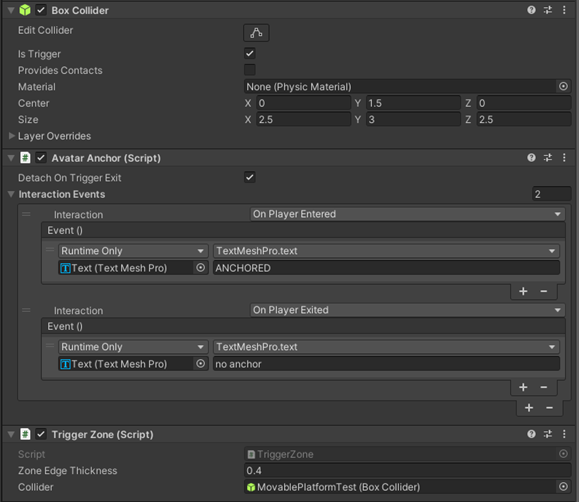 Box Collider
Edit Collider
Is Trigger
Provides Contacts
Material None (Physic Material)
Center X 0 Y 1.5 Z 0
Size X 2.5 Y 3 Z 2.5
Layer Overrides
# Avatar Anchor (Script)
Detach On Trigger Exit
Interaction Events 2
Interaction On Player Entered
Event ()
Runtime Only TextMeshPro.text
Text (Text Mesh Pro) ANCHORED
+ −
Interaction On Player Exited
Event ()
Runtime Only TextMeshPro.text
Text (Text Mesh Pro) no anchor
+ −
+ −
# Trigger Zone (Script)
Script TriggerZone
Zone Edge Thickness 0.4
Collider MovablePlatformTest (Box Collider)